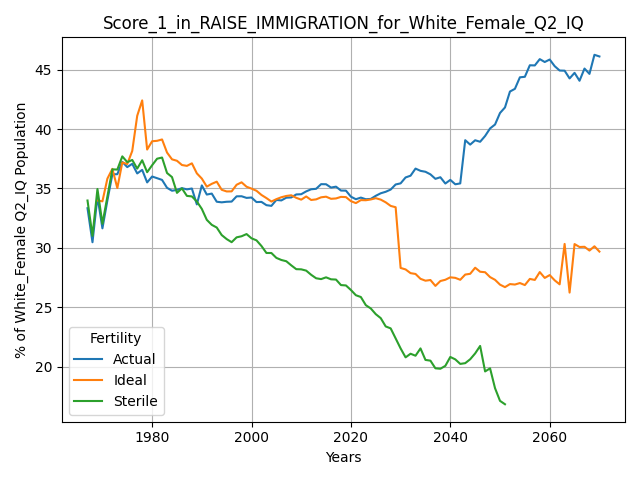 Score_1_in_RAISE_IMMIGRATION_for_White_Female_Q2_IQ
% of White_Female Q2_IQ Population
45
40
35
30
25
20
Fertility
Actual
Ideal
Sterile
1980 2000 2020 2040 2060
Years